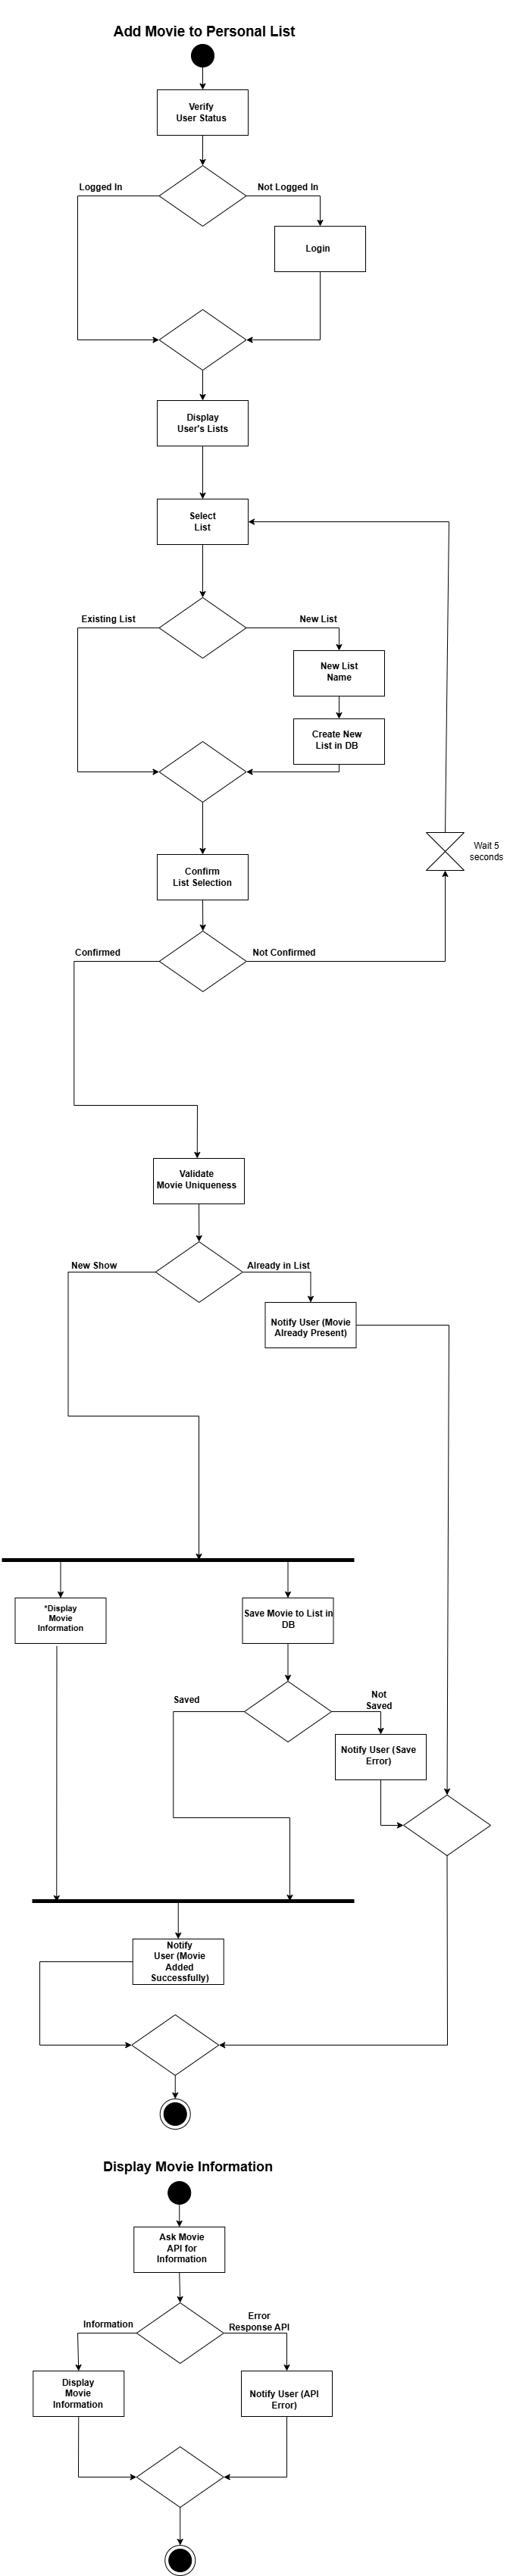 Add Movie to Personal List
Verify
User Status
Logged In
Not Logged In
Login
Display
User's Lists
Select
List
Existing List
New List
New List
Name
Create New
List in DB
Wait 5
seconds
Confirm
List Selection
Confirmed
Not Confirmed
Validate
Movie Uniqueness
New Show
Already in List
Notify User (Movie
Already Present)
*Display
Movie
Information
Save Movie to List in
DB
Saved
Not
Saved
Notify User (Save
Error)
Notify
User (Movie
Added
Successfully)
Display Movie Information
Ask Movie
API for
Information
Information
Error
Response API
Display
Movie
Information
Notify User (API
Error)